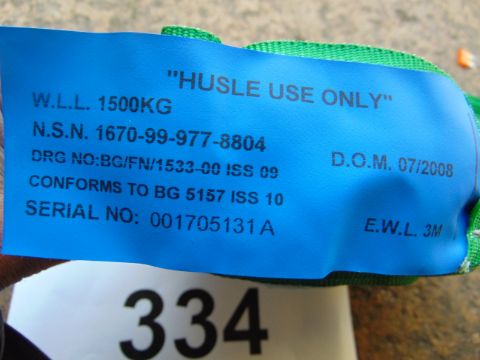 "HUSLE USE ONLY"
W.L.L. 1500KG
N.S.N. 1670-99-977-8804
D.O.M. 07/2008
DRG NO:BG/FN/1533-00 ISS 09
CONFORMS TO BG 5157 ISS 10
SERIAL NO: 001705131A
E.W.L. 3M
334